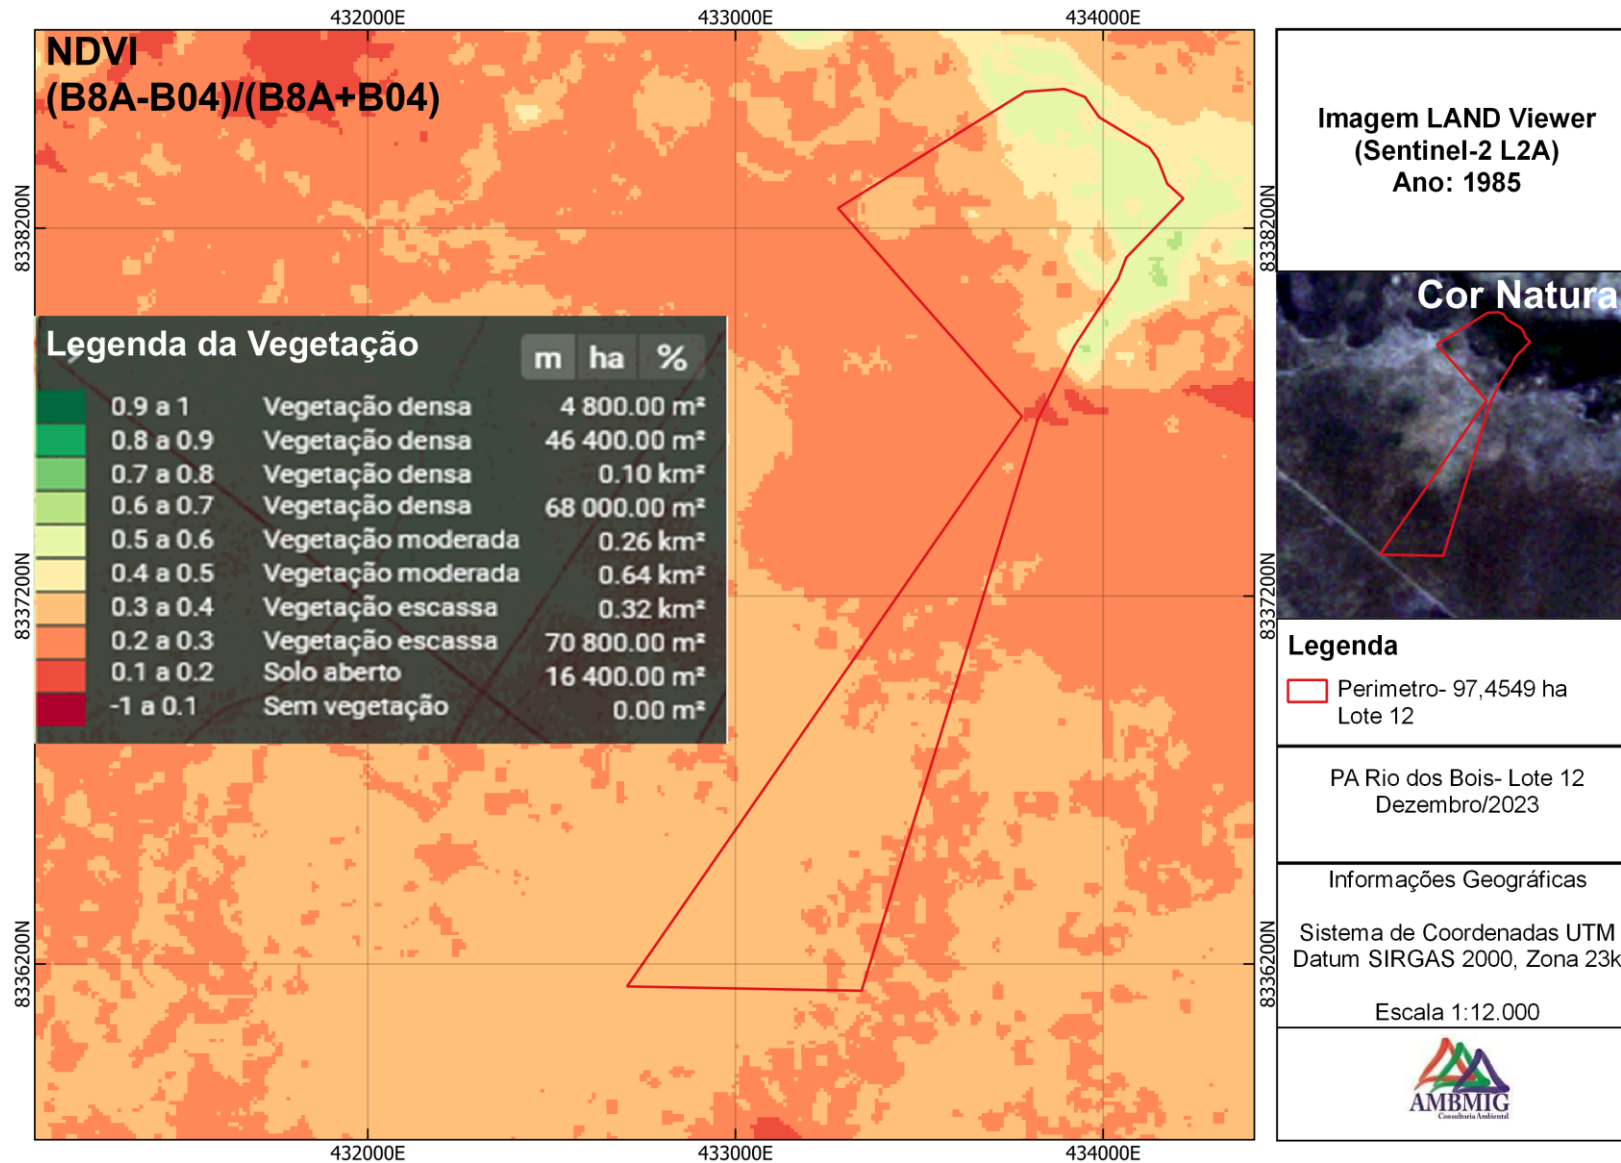 432000E
433000E
434000E
NDVI
(B8A-B04)/(B8A+B04)
8338200N
8337200N
8336200N
Legenda da Vegetação
m ha %
0.9 a 1 Vegetação densa 4 800.00 m²
0.8 a 0.9 Vegetação densa 46 400.00 m²
0.7 a 0.8 Vegetação densa 0.10 km²
0.6 a 0.7 Vegetação densa 68 000.00 m²
0.5 a 0.6 Vegetação moderada 0.26 km²
0.4 a 0.5 Vegetação moderada 0.64 km²
0.3 a 0.4 Vegetação escassa 0.32 km²
0.2 a 0.3 Vegetação escassa 70 800.00 m²
0.1 a 0.2 Solo aberto 16 400.00 m²
-1 a 0.1 Sem vegetação 0.00 m²
8338200N
8337200N
8336200N
432000E
433000E
434000E
Imagem LAND Viewer
(Sentinel-2 L2A)
Ano: 1985
Cor Natura
Legenda
Perimetro- 97,4549 ha
Lote 12
PA Rio dos Bois- Lote 12
Dezembro/2023
Informações Geográficas
Sistema de Coordenadas UTM
Datum SIRGAS 2000, Zona 23k
Escala 1:12.000
AMBMIG
Consultoria Ambiental